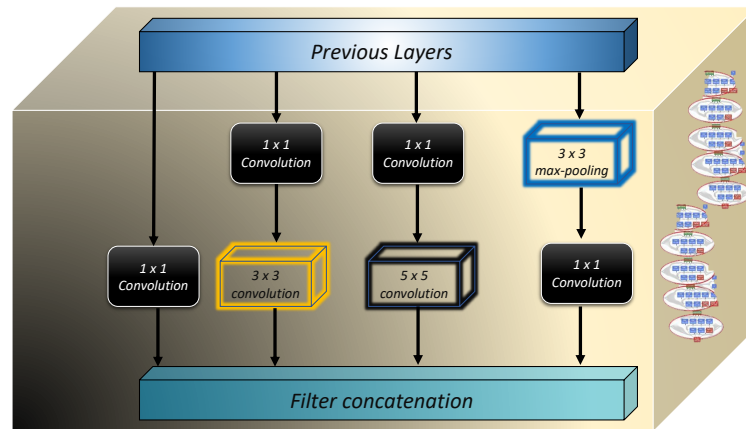 Previous Layers
1 x 1
Convolution
1 x 1
Convolution
3 x 3
max-pooling
1 x 1
Convolution
3 x 3
convolution
5 x 5
convolution
1 x 1
Convolution
Filter concatenation